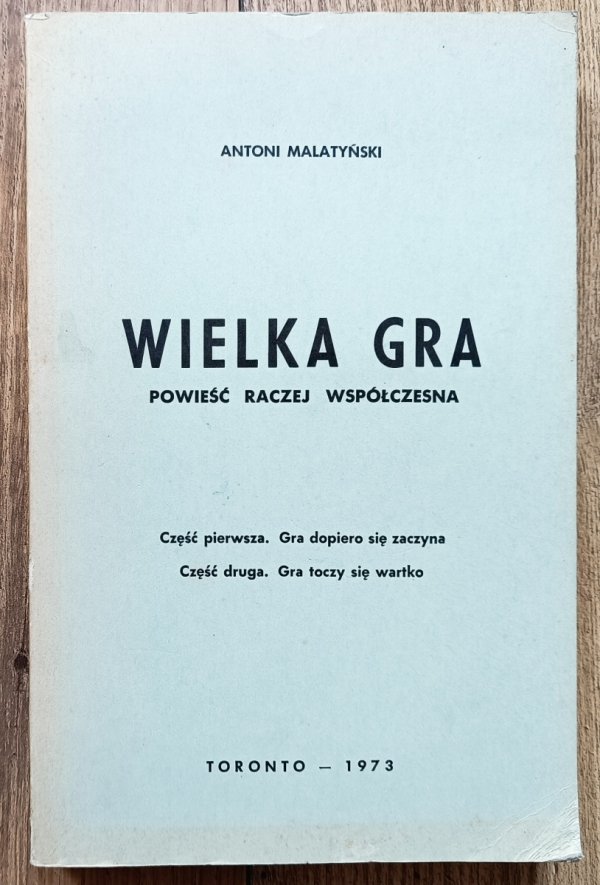 ANTONI MALATYŃSKI
WIELKA GRA
POWIEŚĆ RACZEJ WSPÓŁCZESNA
Część pierwsza. Gra dopiero się zaczyna
Część druga. Gra toczy się wartko
TORONTO — 1973